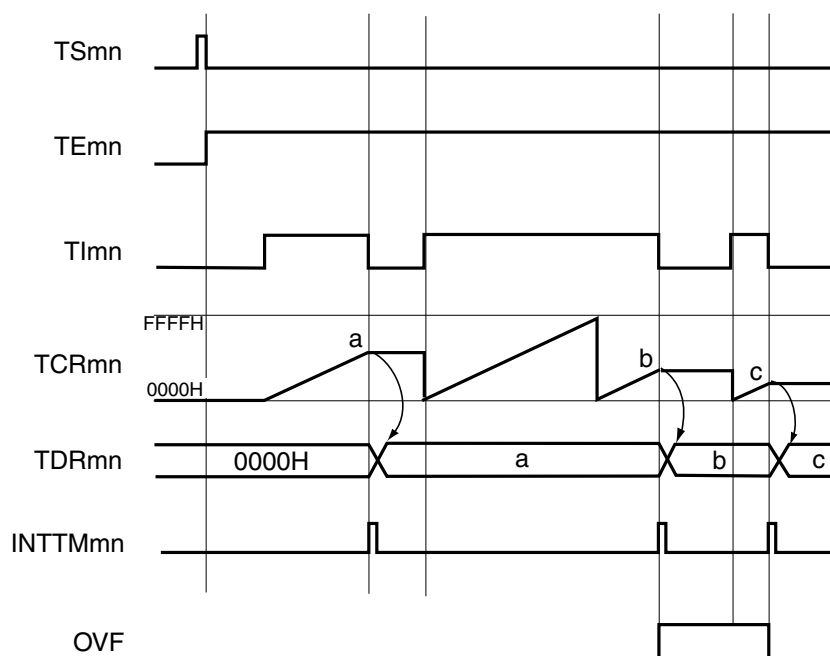 TSmn
TEmn
TImn
FFFFH
a
b
c
TCRmn
0000H
TDRmn
0000H
a
b
c
INTTMmn
OVF